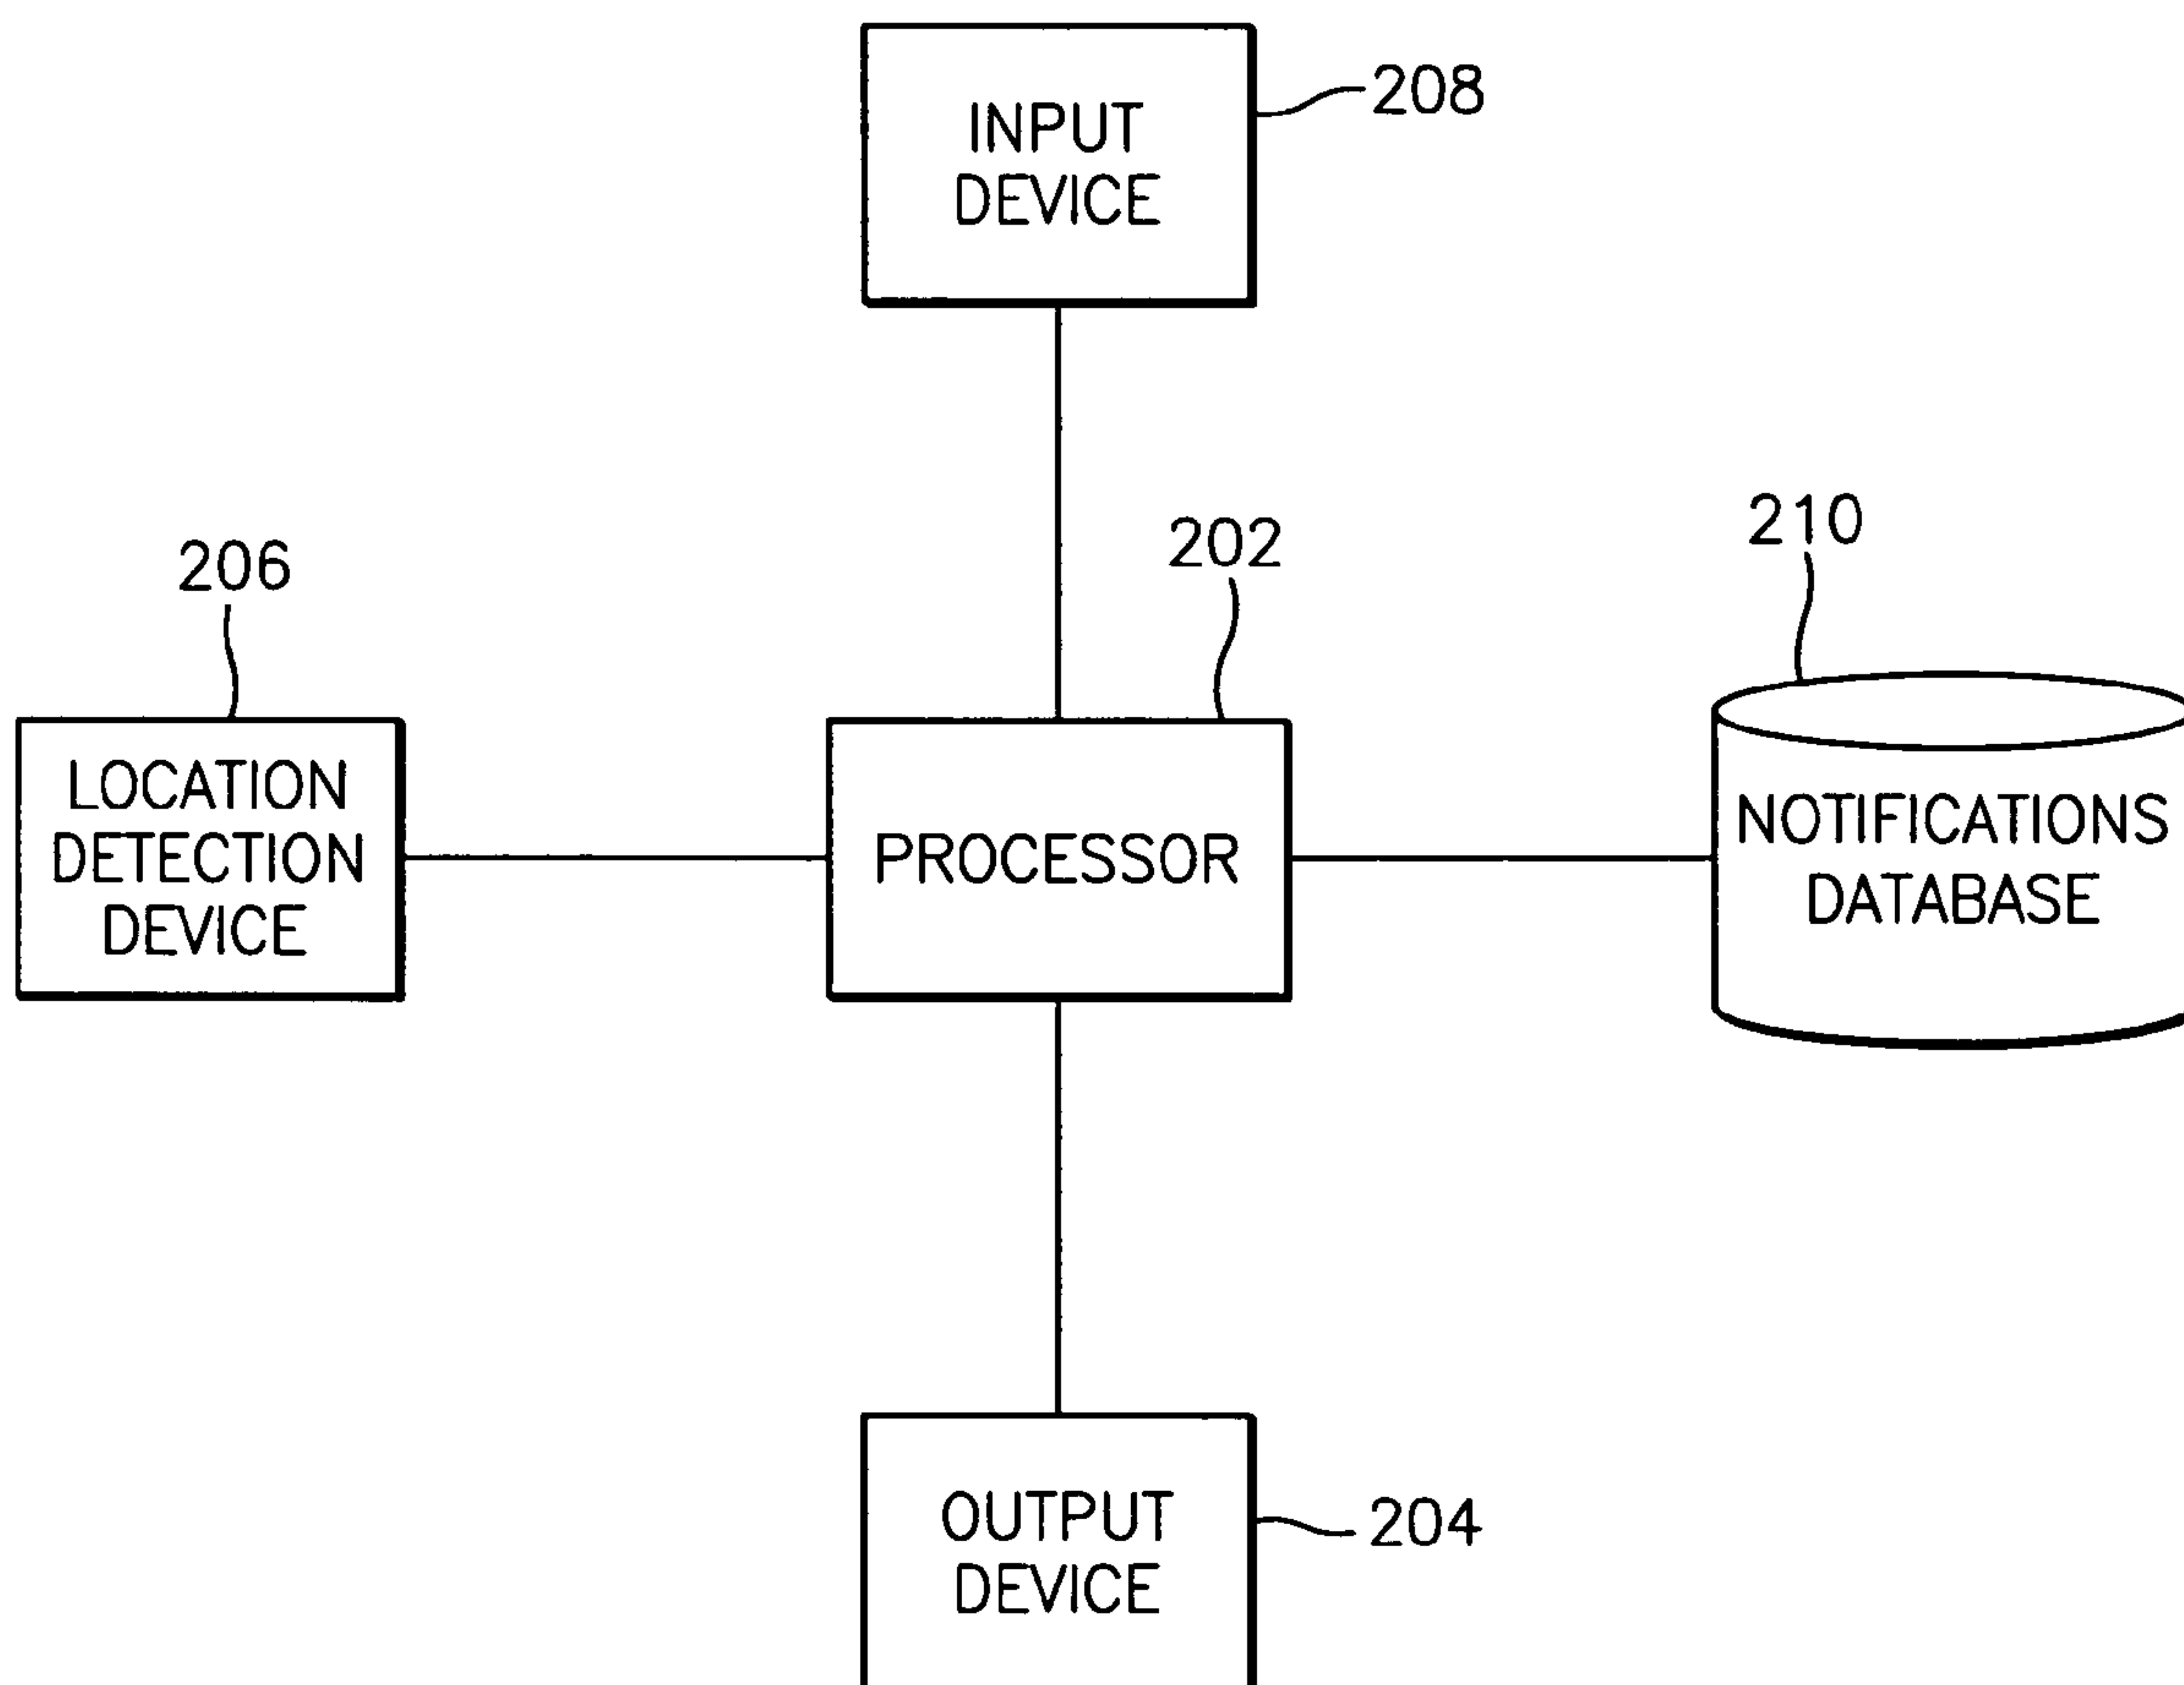 INPUT
DEVICE
208
206
202
210
LOCATION
DETECTION
DEVICE
PROCESSOR
NOTIFICATIONS
DATABASE
OUTPUT
DEVICE
204